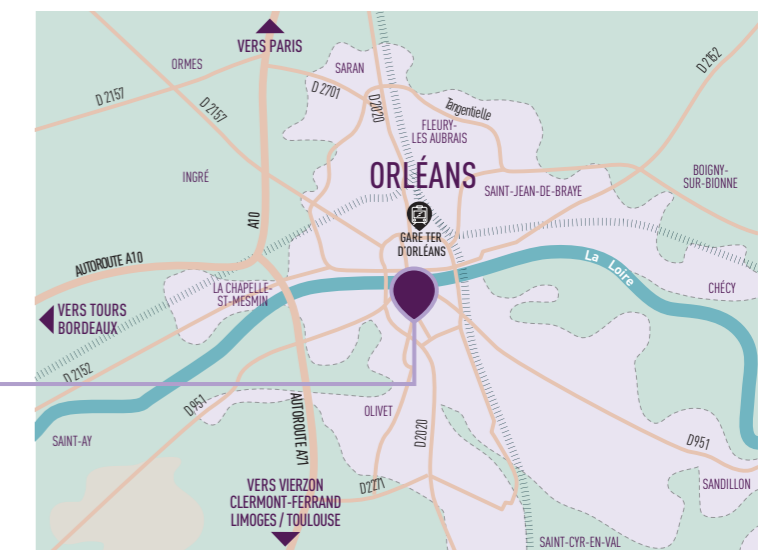 VERS PARIS
ORMES
SARAN
D 2152
D 2157
D 2701
D2020
D 2157
Tangentielle
FLEURY-
LES AUBRAIS
ORLÉANS
INGRÉ
SAINT-JEAN-DE-BRAYE
BOIGNY-
SUR-BIONNE
A10
GARE TER
D'ORLÉANS
AUTOROUTE A10
La Loire
LA CHAPELLE-
ST-MESMIN
CHÉCY
VERS TOURS
BORDEAUX
D 2152
D951
AUTOROUTE A71
OLIVET
D2020
D951
SAINT-AY
VERS VIERZON
CLERMONT-FERRAND
LIMOGES / TOULOUSE
D2271
SANDILLON
SAINT-CYR-EN-VAL